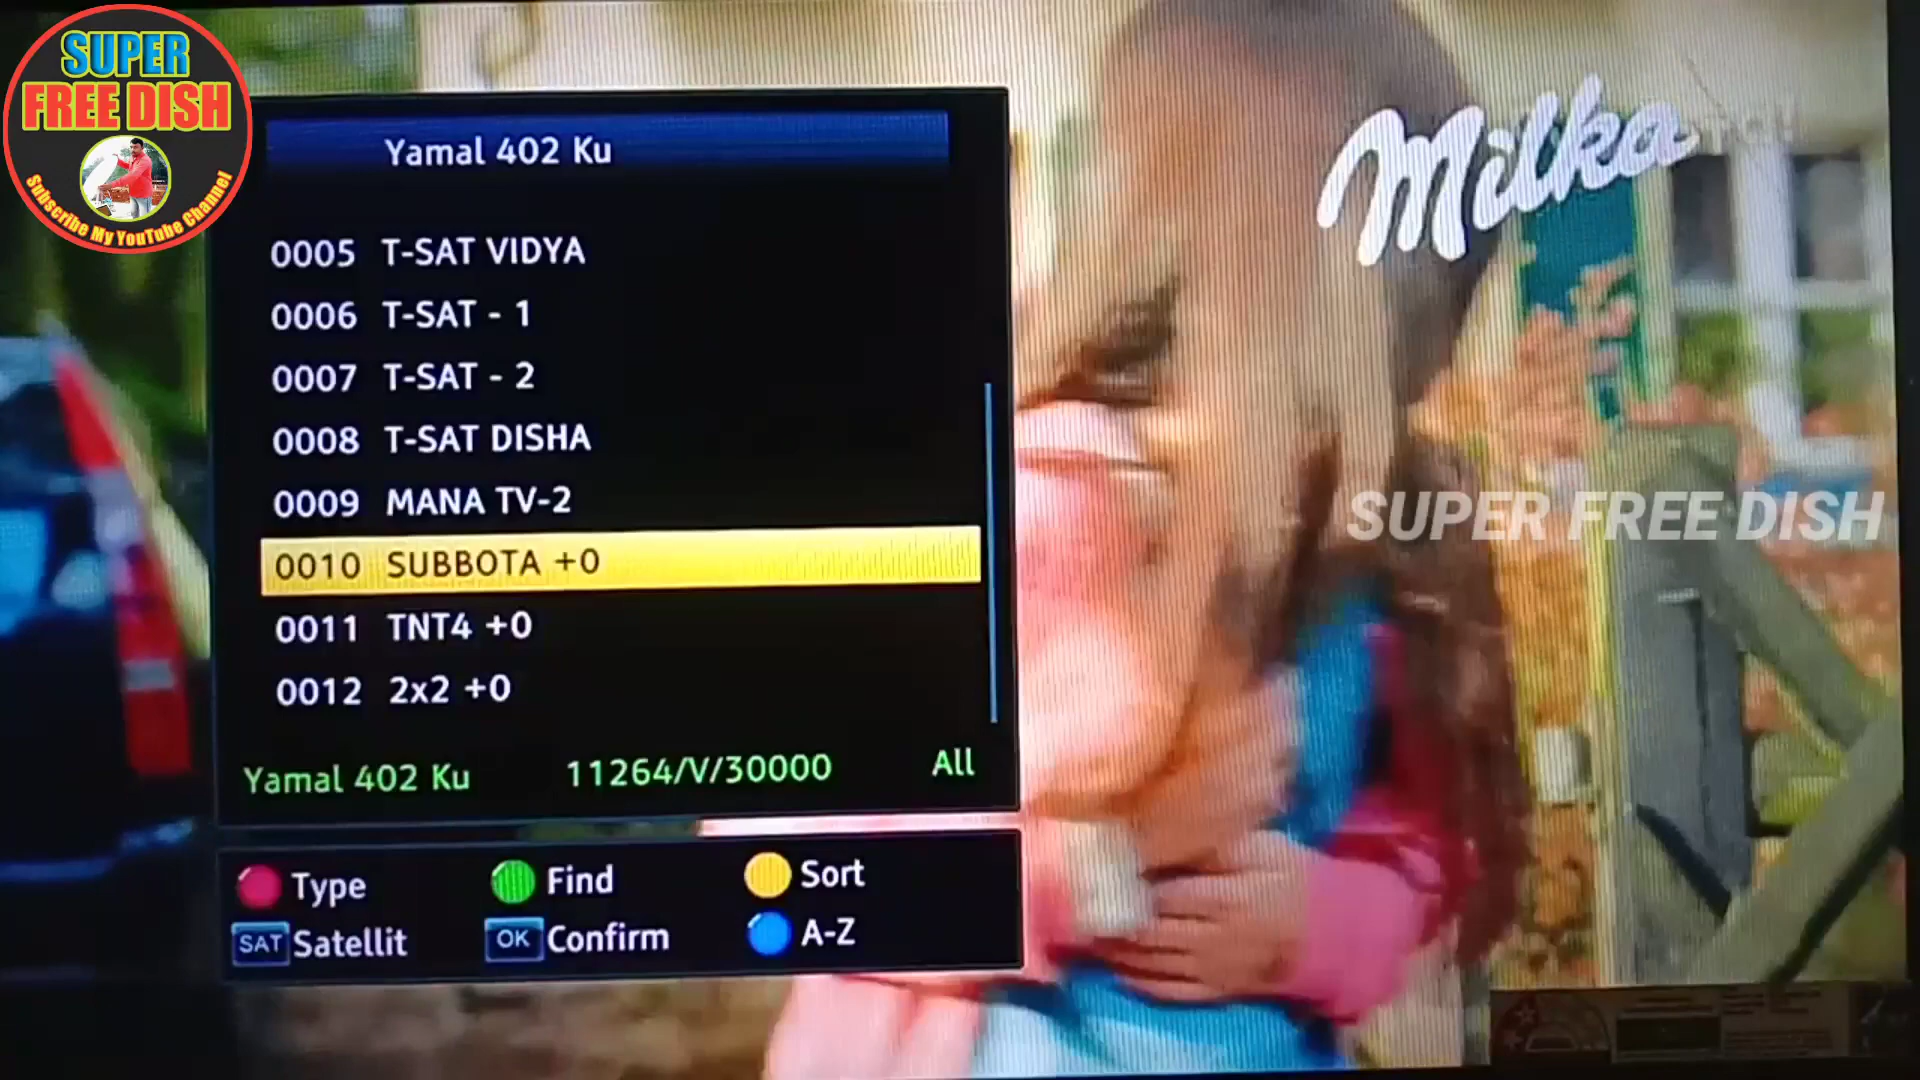 SUPER
FREE DISH
Subscribe My YouTube Channel
Yamal 402 Ku
0005 T-SAT VIDYA
0006 T-SAT - 1
0007 T-SAT - 2
0008 T-SAT DISHA
0009 MANA TV-2
0010 SUBBOTA +0
0011 TNT4 +0
0012 2x2 +0
Yamal 402 Ku 11264/V/30000 All
Type Find Sort
SAT Satellit OK Confirm A-Z
Milka
SUPER FREE DISH